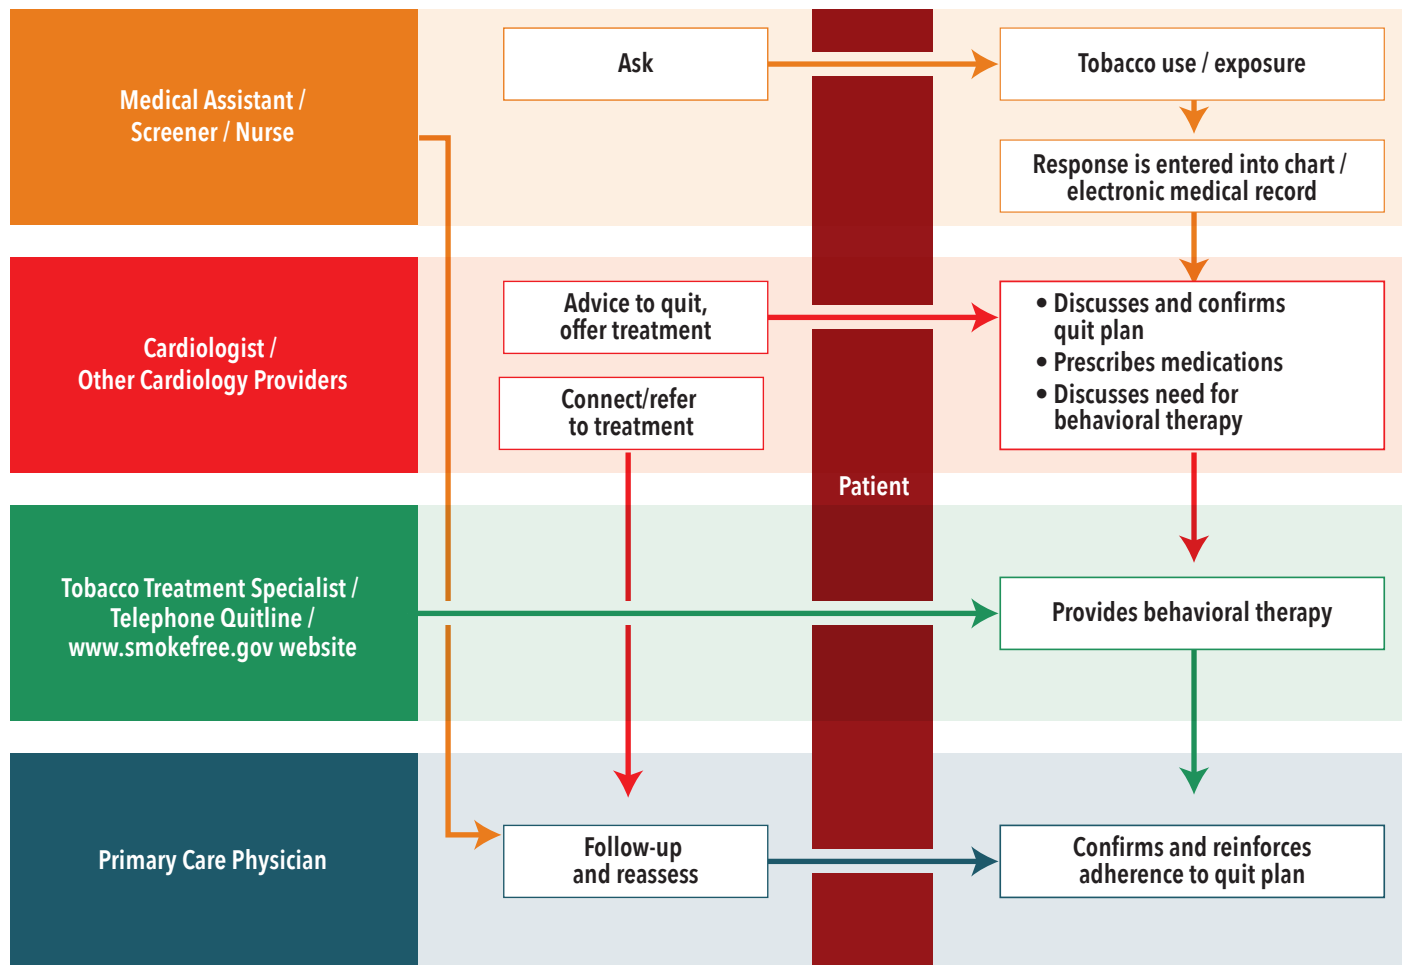 Medical Assistant /
Screener / Nurse
Ask
Tobacco use / exposure
Response is entered into chart /
electronic medical record
Cardiologist /
Other Cardiology Providers
Advice to quit,
offer treatment
Connect/refer
to treatment
• Discusses and confirms
quit plan
• Prescribes medications
• Discusses need for
behavioral therapy
Patient
Tobacco Treatment Specialist /
Telephone Quitline /
www.smokefree.gov website
Provides behavioral therapy
Primary Care Physician
Follow-up
and reassess
Confirms and reinforces
adherence to quit plan